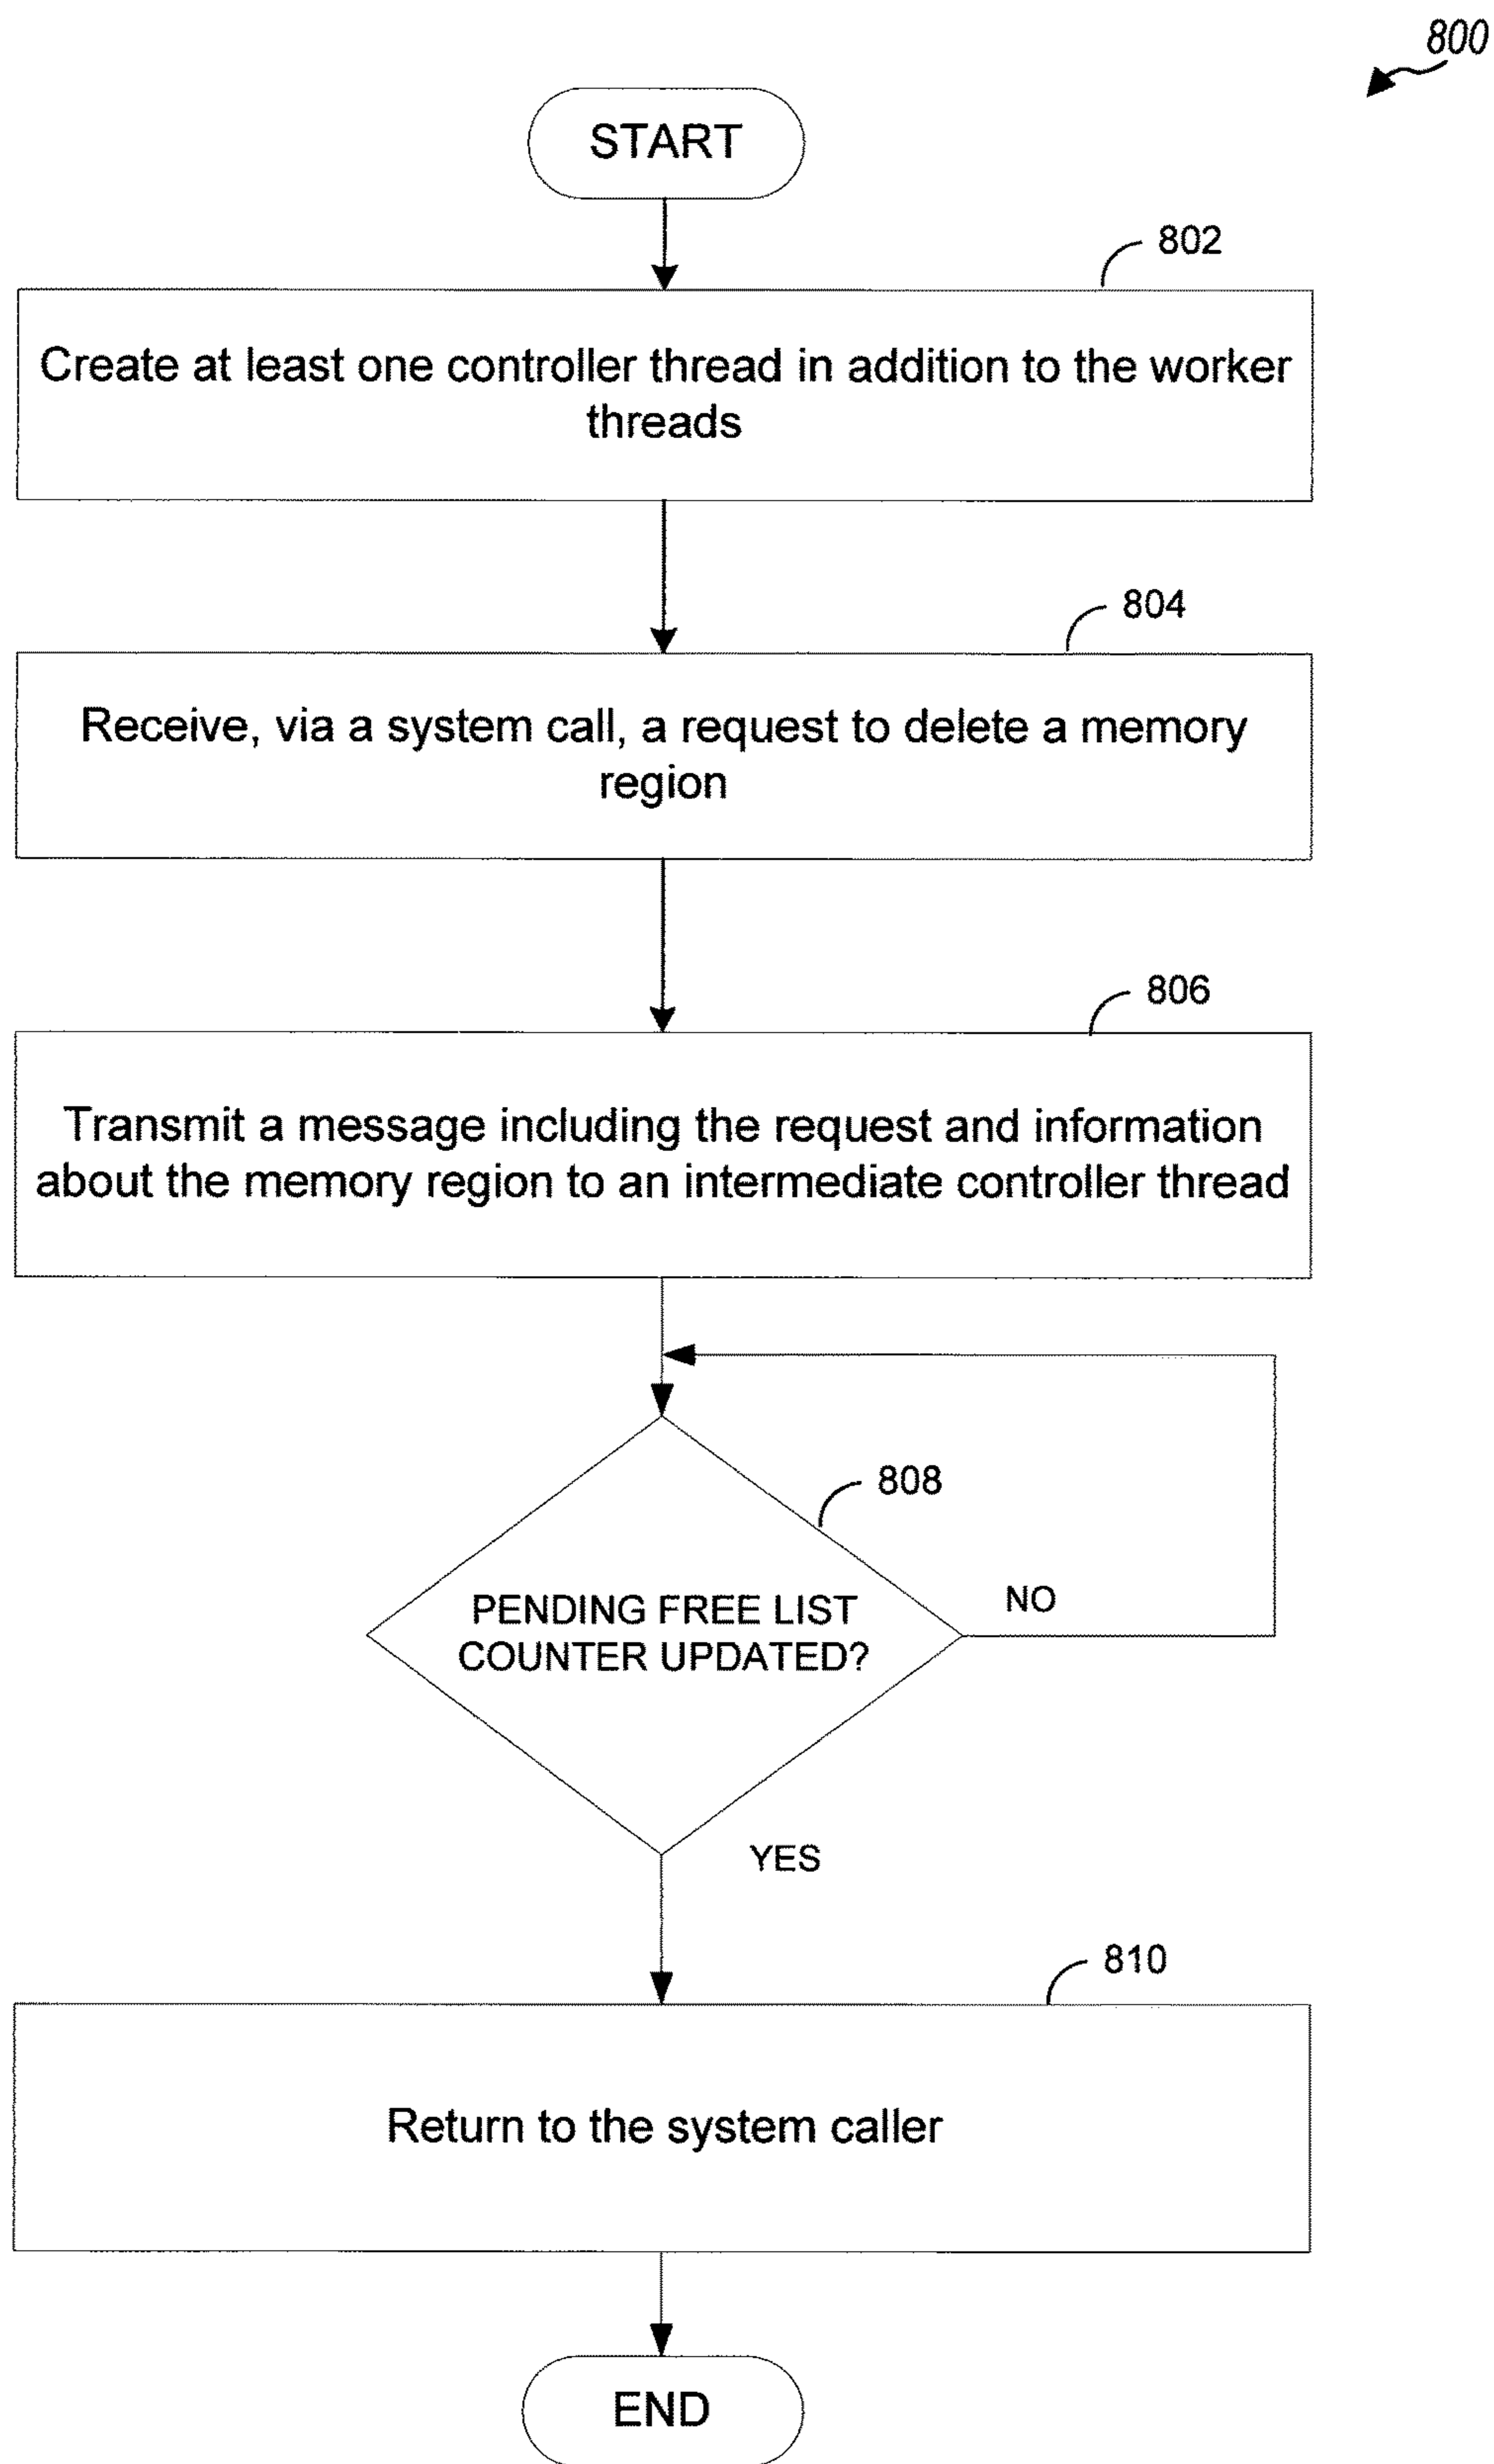 800
START
802
Create at least one controller thread in addition to the worker
threads
804
Receive, via a system call, a request to delete a memory
region
806
Transmit a message including the request and information
about the memory region to an intermediate controller thread
808
PENDING FREE LIST
COUNTER UPDATED?
NO
YES
810
Return to the system caller
END